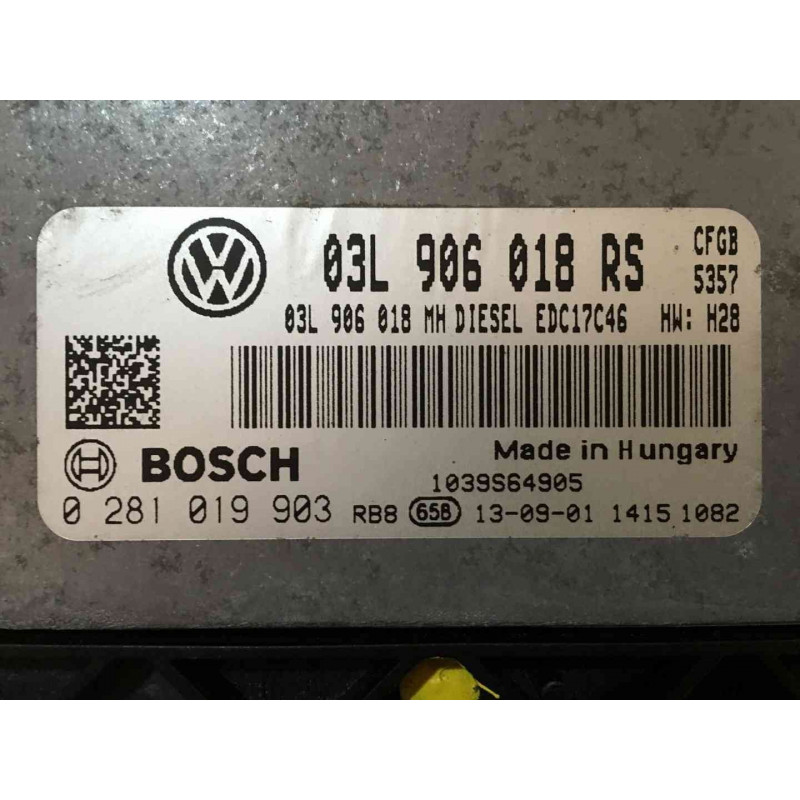 03L 906 018 RS CFGB
5357
03L 906 018 MH DIESEL EDC17C46 HW: H28
Made in Hungary
BOSCH
1039S64905
0 281 019 903 RB8 65B 13-09-01 1415 1082